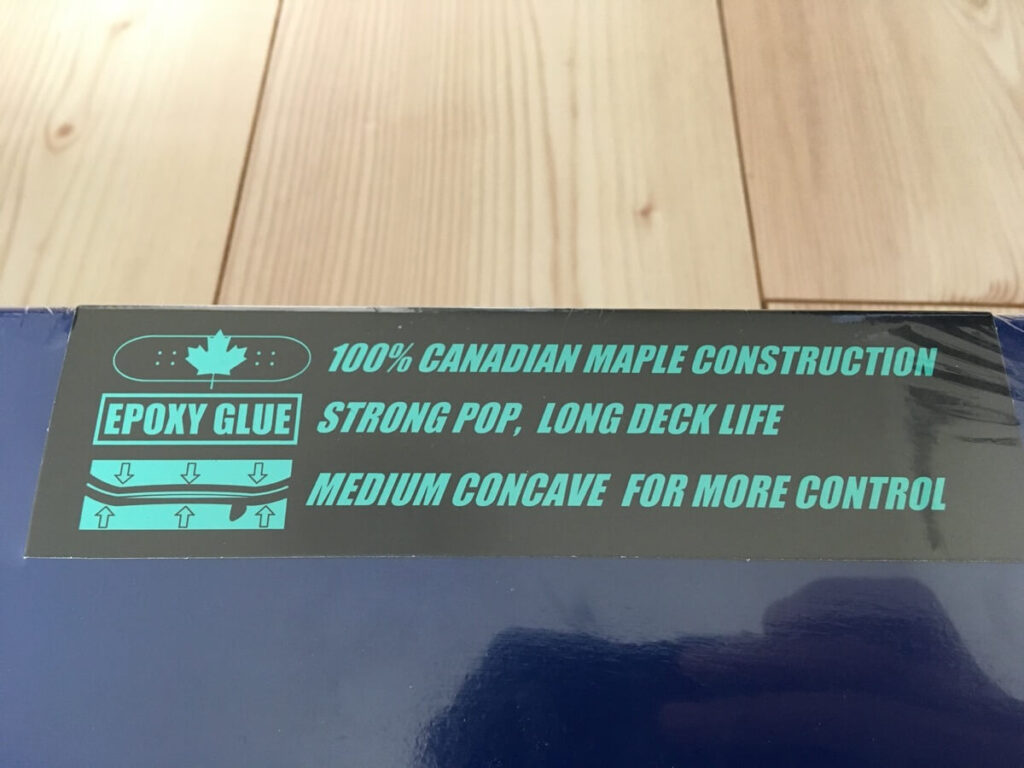 100% CANADIAN MAPLE CONSTRUCTION
EPOXY GLUE STRONG POP, LONG DECK LIFE
MEDIUM CONCAVE FOR MORE CONTROL